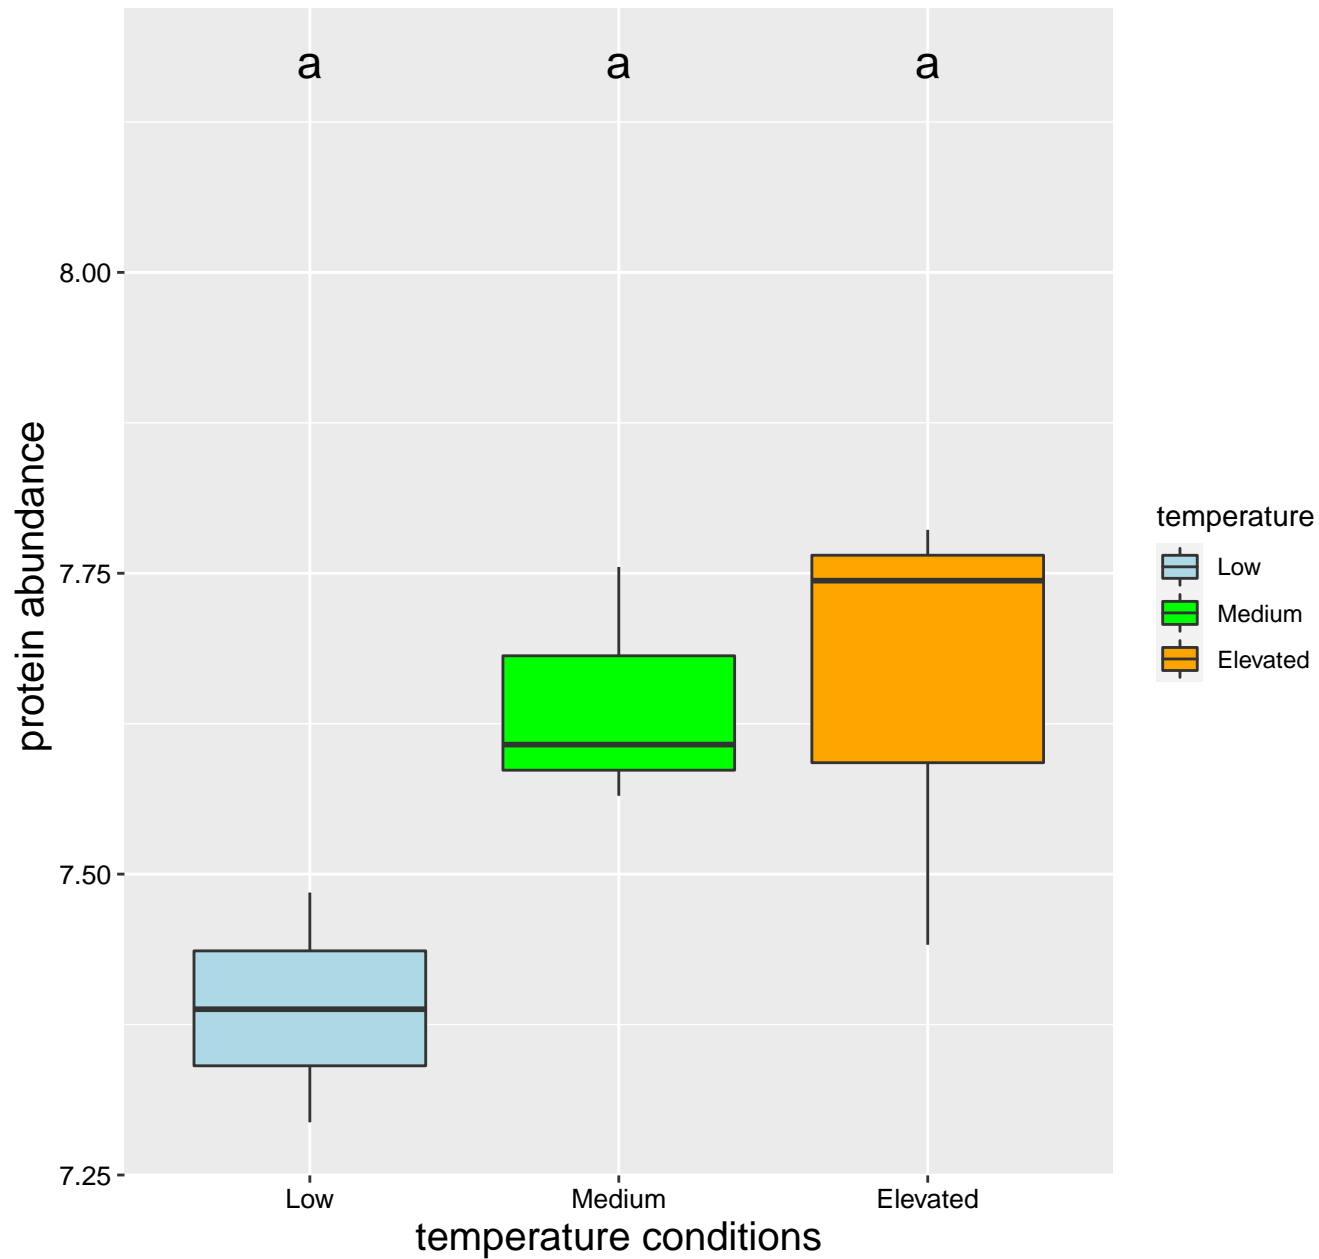 a a a
8.00
7.75
7.50
7.25
protein abundance
Low Medium Elevated
temperature conditions
temperature
Low
Medium
Elevated